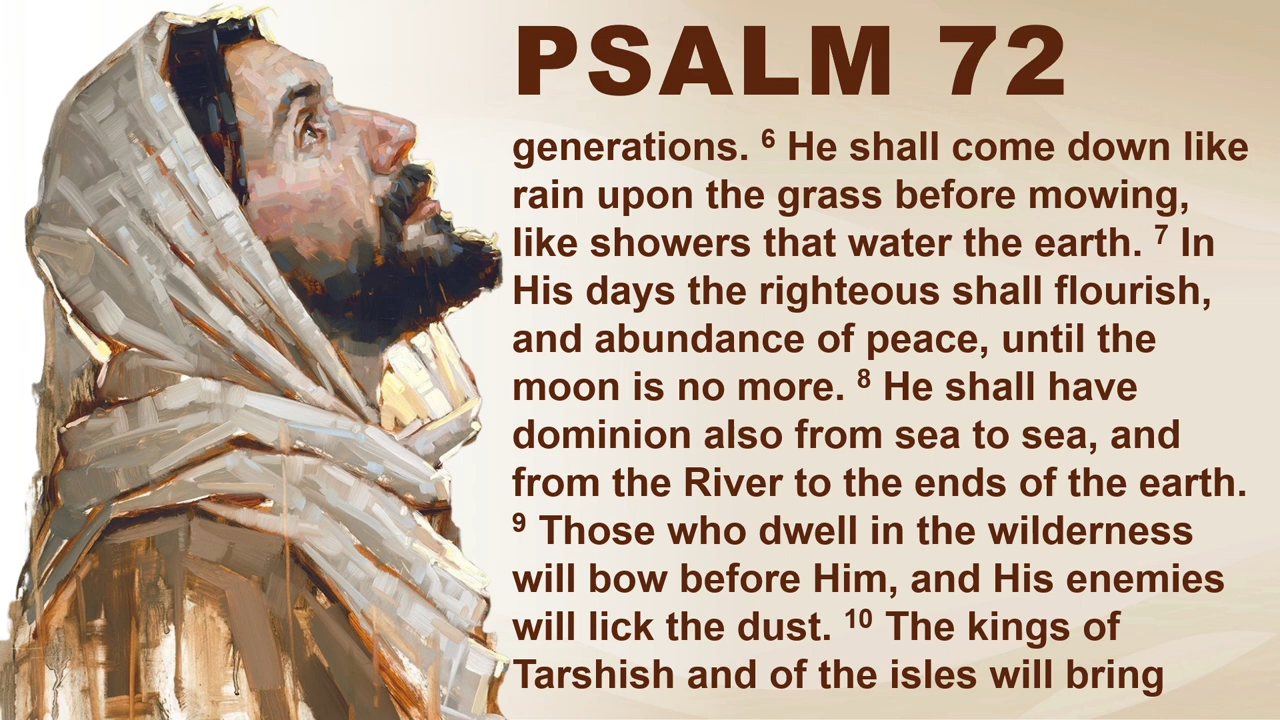 PSALM 72
generations. 6 He shall come down like
rain upon the grass before mowing,
like showers that water the earth. 7 In
His days the righteous shall flourish,
and abundance of peace, until the
moon is no more. 8 He shall have
dominion also from sea to sea, and
from the River to the ends of the earth.
9 Those who dwell in the wilderness
will bow before Him, and His enemies
will lick the dust. 10 The kings of
Tarshish and of the isles will bring